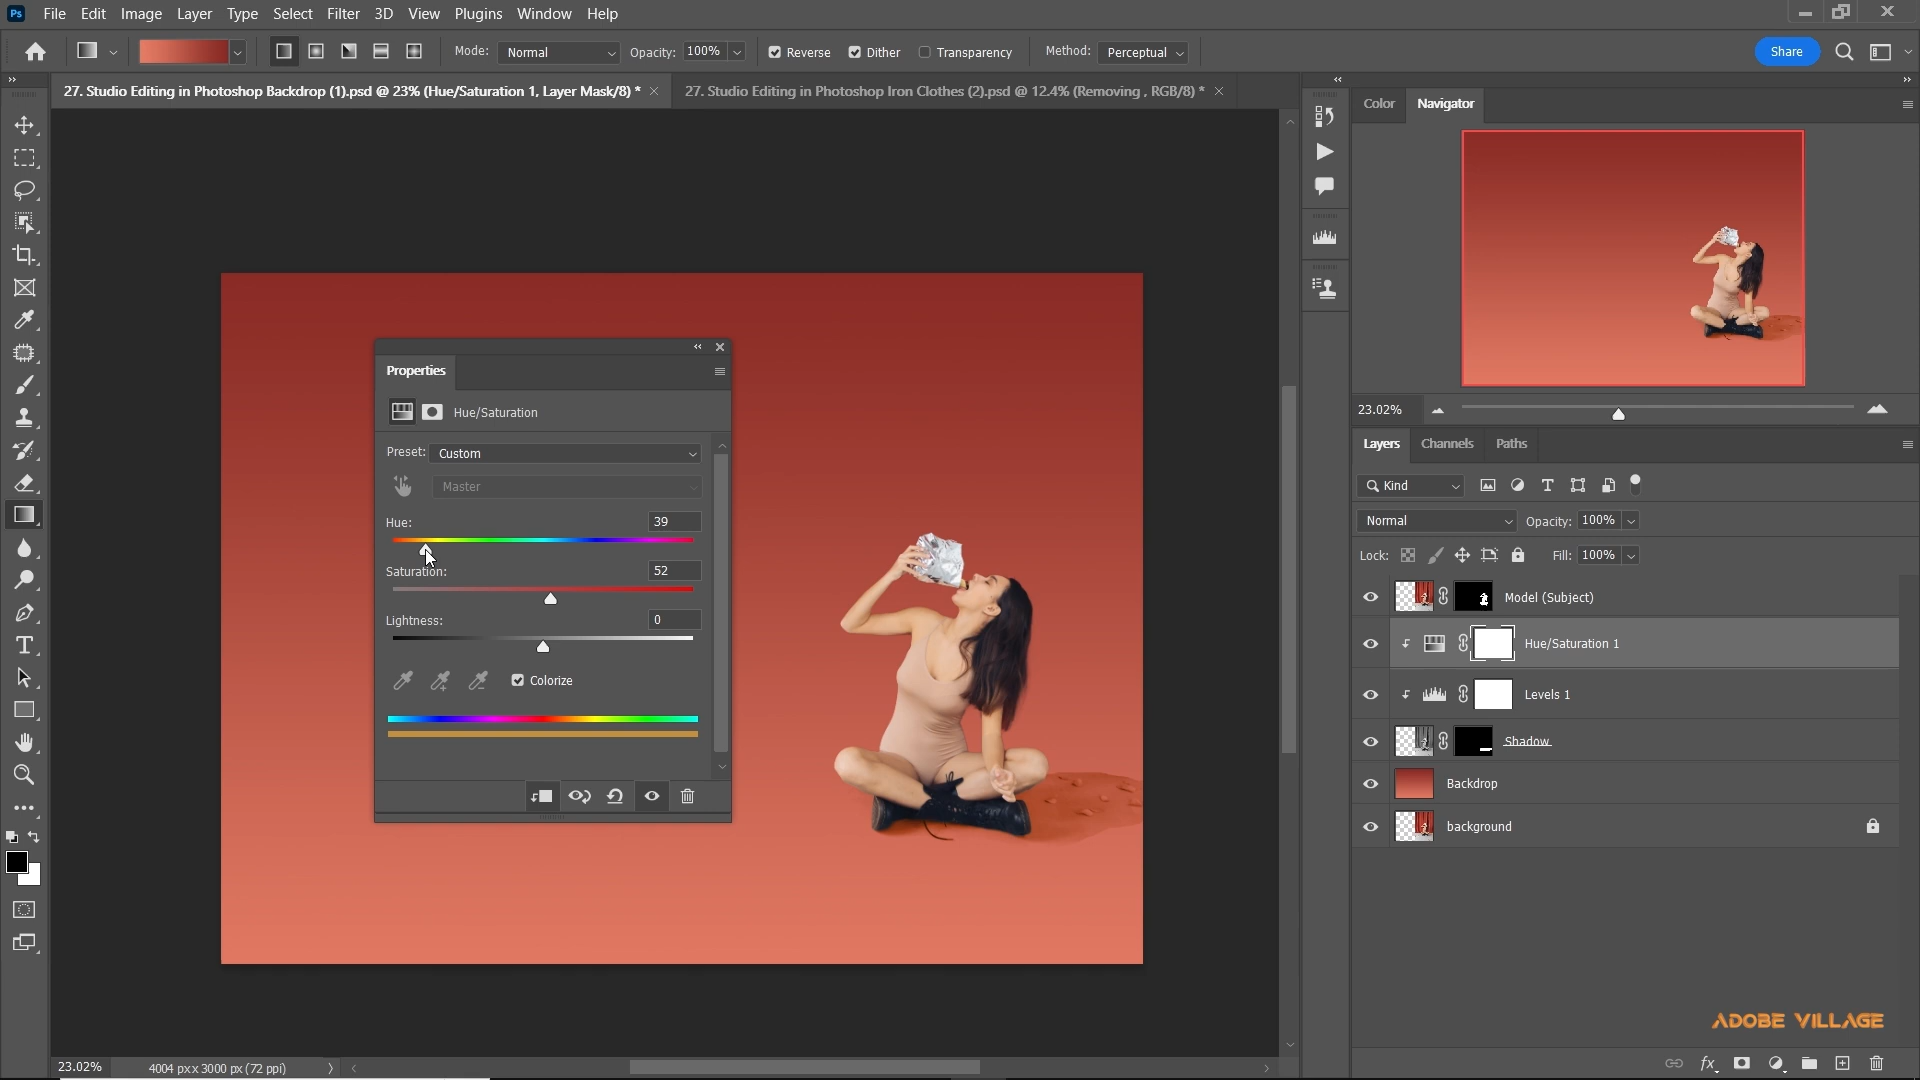 Ps File Edit Image Layer Type Select Filter 3D View Plugins Window Help
Mode: Normal Opacity: 100% Reverse Dither Transparency Method: Perceptual Share
27. Studio Editing in Photoshop Backdrop (1).psd @ 23% (Hue/Saturation 1, Layer Mask/8) *
27. Studio Editing in Photoshop Iron Clothes (2).psd @ 12.4% (Removing , RGB/8) *
Color Navigator
23.02%
Properties
Hue/Saturation
Preset: Custom
Master
Hue: 39
Saturation: 52
Lightness: 0
Colorize
Layers Channels Paths
Kind
Normal Opacity: 100%
Lock: Fill: 100%
Model (Subject)
Hue/Saturation 1
Levels 1
Shadow
Backdrop
background
ADOBE VILLAGE
fx
23.02% 4004 px x 3000 px (72 ppi)